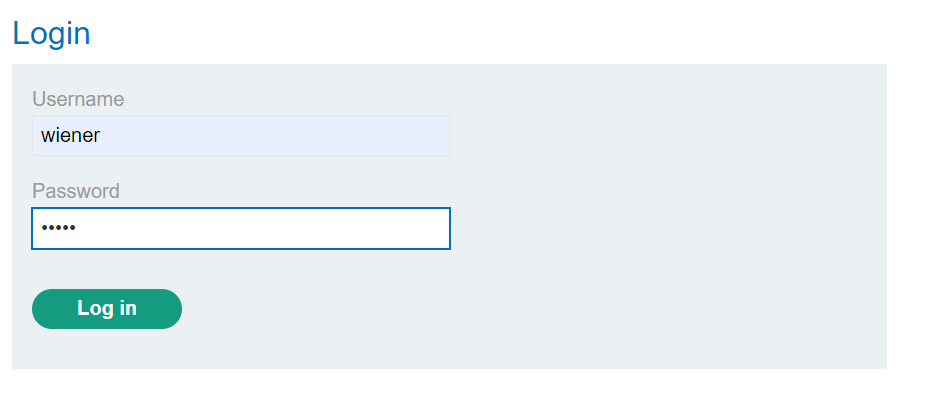 Login
Username
wiener
Password
•••••
Log in